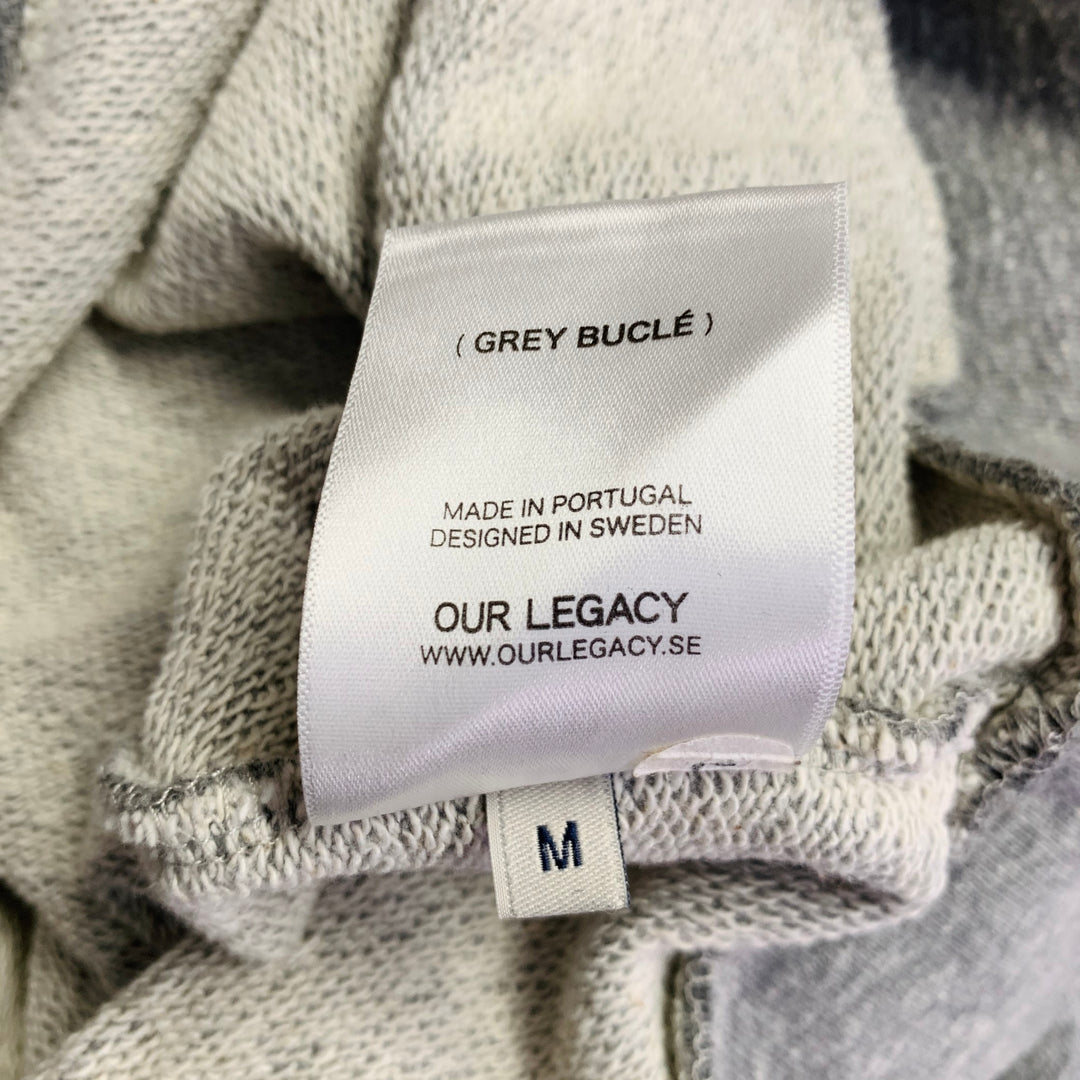 ( GREY BUCLÉ )
MADE IN PORTUGAL
DESIGNED IN SWEDEN
OUR LEGACY
WWW.OURLEGACY.SE
M